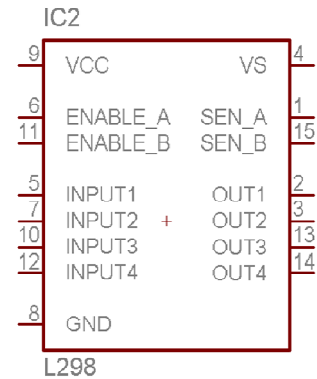 IC2
9 VCC VS 4
6 ENABLE_A SEN_A 1
11 ENABLE_B SEN_B 15
5 INPUT1 OUT1 2
7 INPUT2 + OUT2 3
10 INPUT3 OUT3 13
12 INPUT4 OUT4 14
8 GND
L298